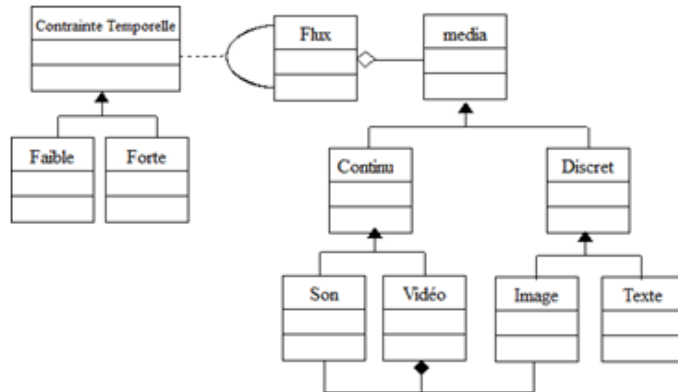 Contrainte Temporelle
Flux
media
Faible
Forte
Continu
Discret
Son
Vidéo
Image
Texte